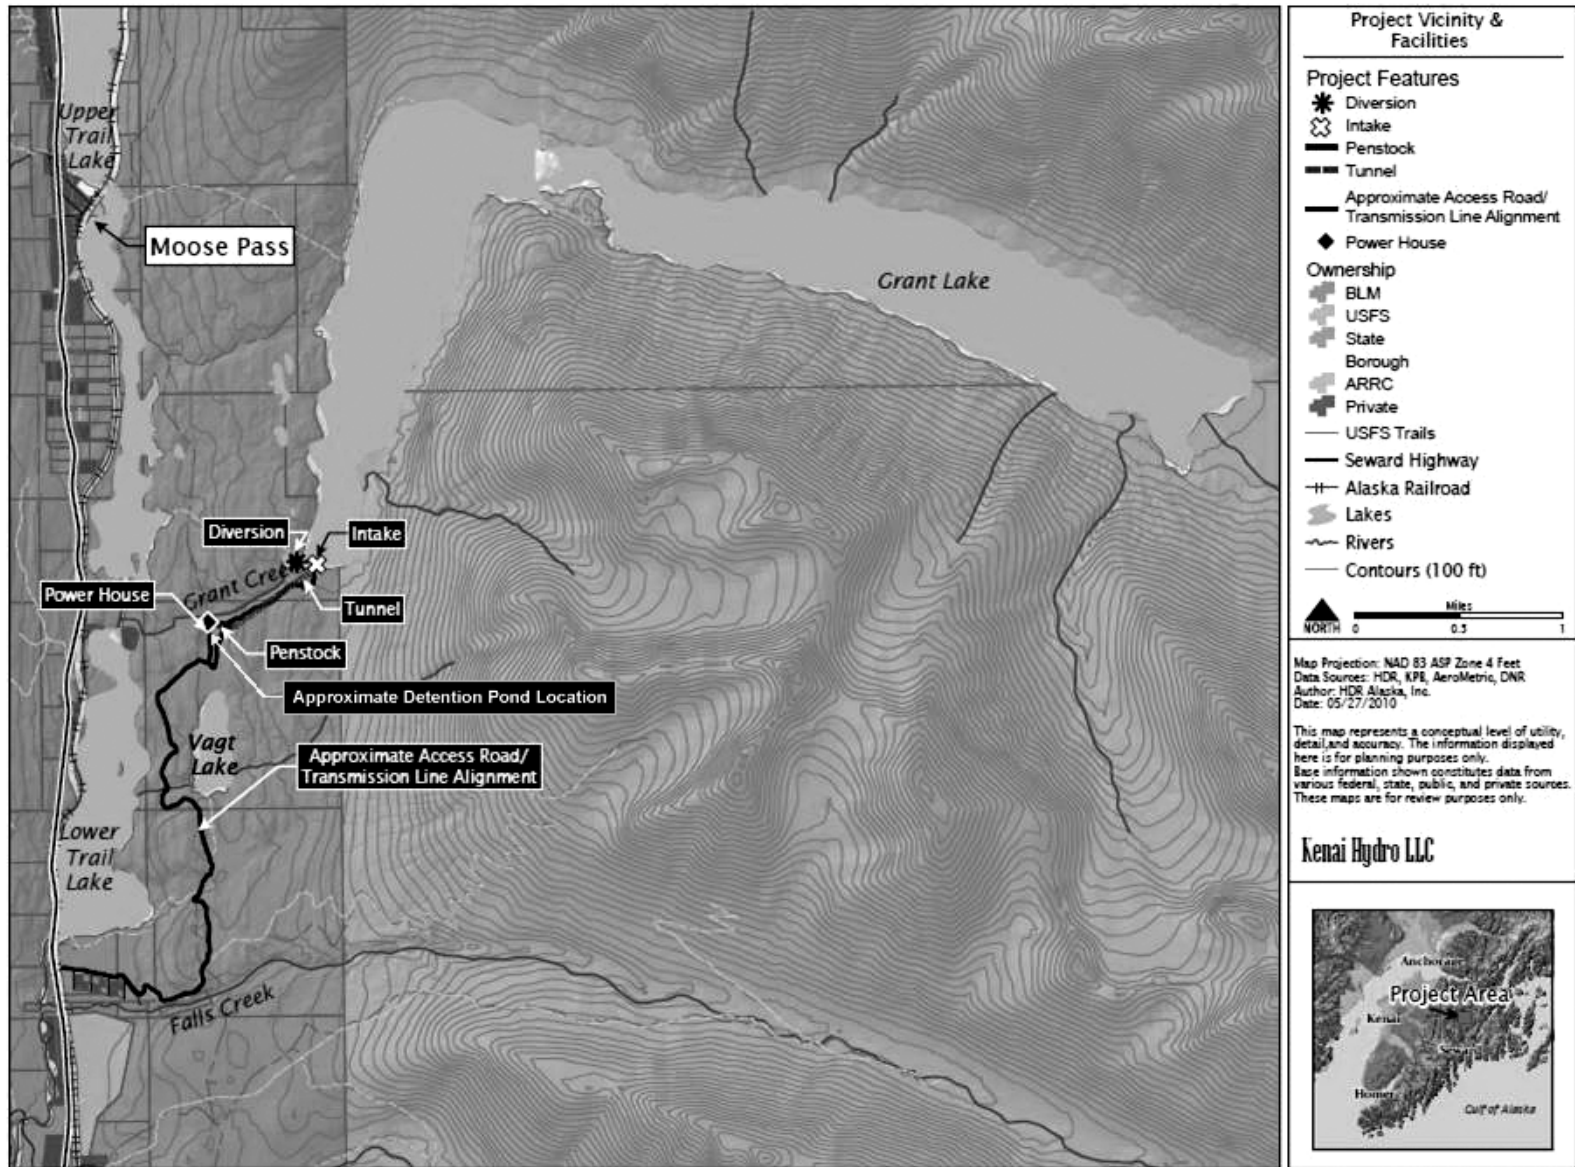 Upper
Trail
Lake
Moose Pass
Grant Lake
Diversion
Intake
Grant Creek
Power House
Tunnel
Penstock
Approximate Detention Pond Location
Vagt
Lake
Approximate Access Road/
Transmission Line Alignment
Lower
Trail
Lake
Falls Creek
Project Vicinity &
Facilities
Project Features
Diversion
Intake
Penstock
Tunnel
Approximate Access Road/
Transmission Line Alignment
Power House
Ownership
BLM
USFS
State
Borough
ARRC
Private
USFS Trails
Seward Highway
Alaska Railroad
Lakes
Rivers
Contours (100 ft)
Miles
NORTH 0 0.5 1
Map Projection: NAD 83 ASP Zone 4 Feet
Data Sources: HDR, KPB, AeroMetric, DNR
Author: HDR Alaska, Inc.
Date: 05/27/2010
This map represents a conceptual level of utility,
detail,and accuracy. The information displayed
here is for planning purposes only.
Base information shown constitutes data from
various federal, state, public, and private sources.
These maps are for review purposes only.
Kenai Hydro LLC
Anchorage
Project Area
Kenai
Seward
Homer
Gulf of Alaska